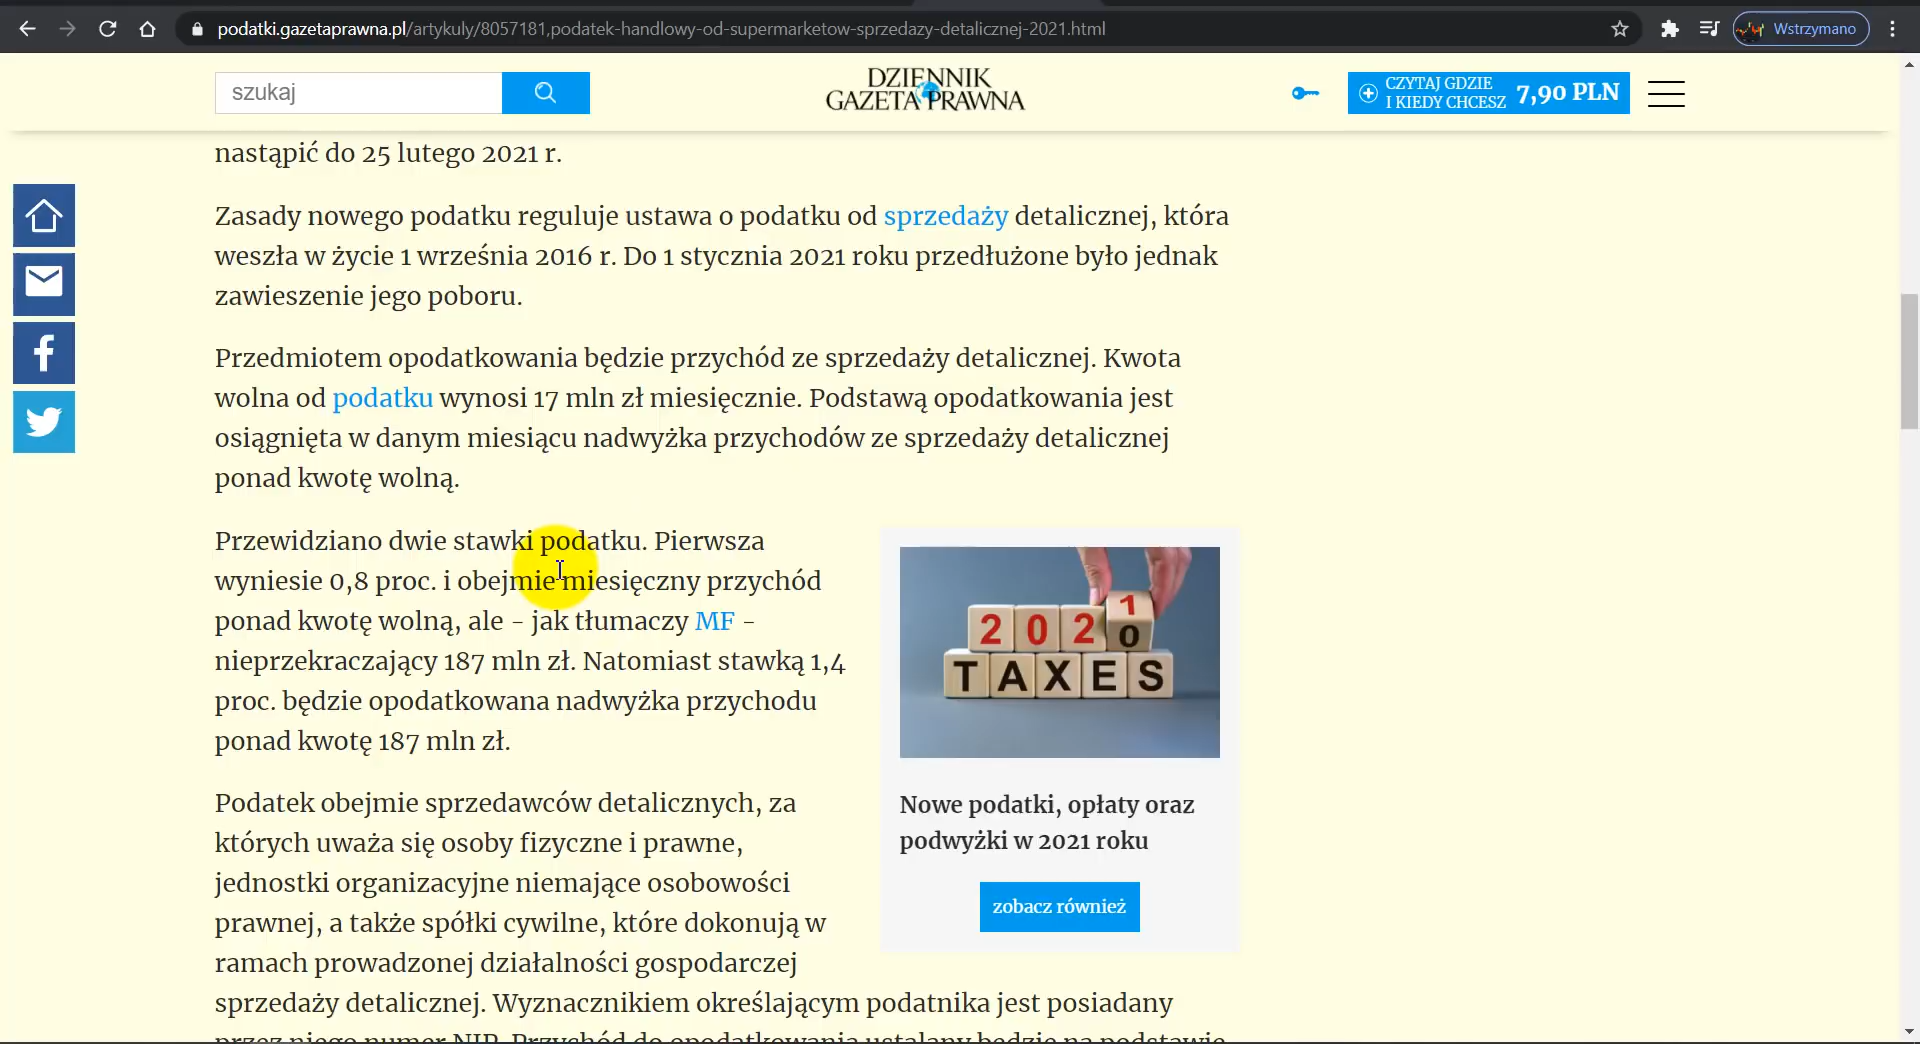 podatki.gazetaprawna.pl/artykuly/8057181,podatek-handlowy-od-supermarketow-sprzedazy-detalicznej-2021.html
Wstrzymano
szukaj
DZIENNIK
GAZETA PRAWNA
CZYTAJ GDZIE
I KIEDY CHCESZ
7,90 PLN
nastąpić do 25 lutego 2021 r.
Zasady nowego podatku reguluje ustawa o podatku od sprzedaży detalicznej, która
weszła w życie 1 września 2016 r. Do 1 stycznia 2021 roku przedłużone było jednak
zawieszenie jego poboru.
Przedmiotem opodatkowania będzie przychód ze sprzedaży detalicznej. Kwota
wolna od podatku wynosi 17 mln zł miesięcznie. Podstawą opodatkowania jest
osiągnięta w danym miesiącu nadwyżka przychodów ze sprzedaży detalicznej
ponad kwotę wolną.
Przewidziano dwie stawki podatku. Pierwsza
wyniesie 0,8 proc. i obejmie miesięczny przychód
ponad kwotę wolną, ale - jak tłumaczy MF -
nieprzekraczający 187 mln zł. Natomiast stawką 1,4
proc. będzie opodatkowana nadwyżka przychodu
ponad kwotę 187 mln zł.
2 0 2 1
0
TAXES
Nowe podatki, opłaty oraz
podwyżki w 2021 roku
zobacz również
Podatek obejmie sprzedawców detalicznych, za
których uważa się osoby fizyczne i prawne,
jednostki organizacyjne niemające osobowości
prawnej, a także spółki cywilne, które dokonują w
ramach prowadzonej działalności gospodarczej
sprzedaży detalicznej. Wyznacznikiem określającym podatnika jest posiadany
przez niego numer NIP. Przychód do opodatkowania ustalany będzie na podstawie